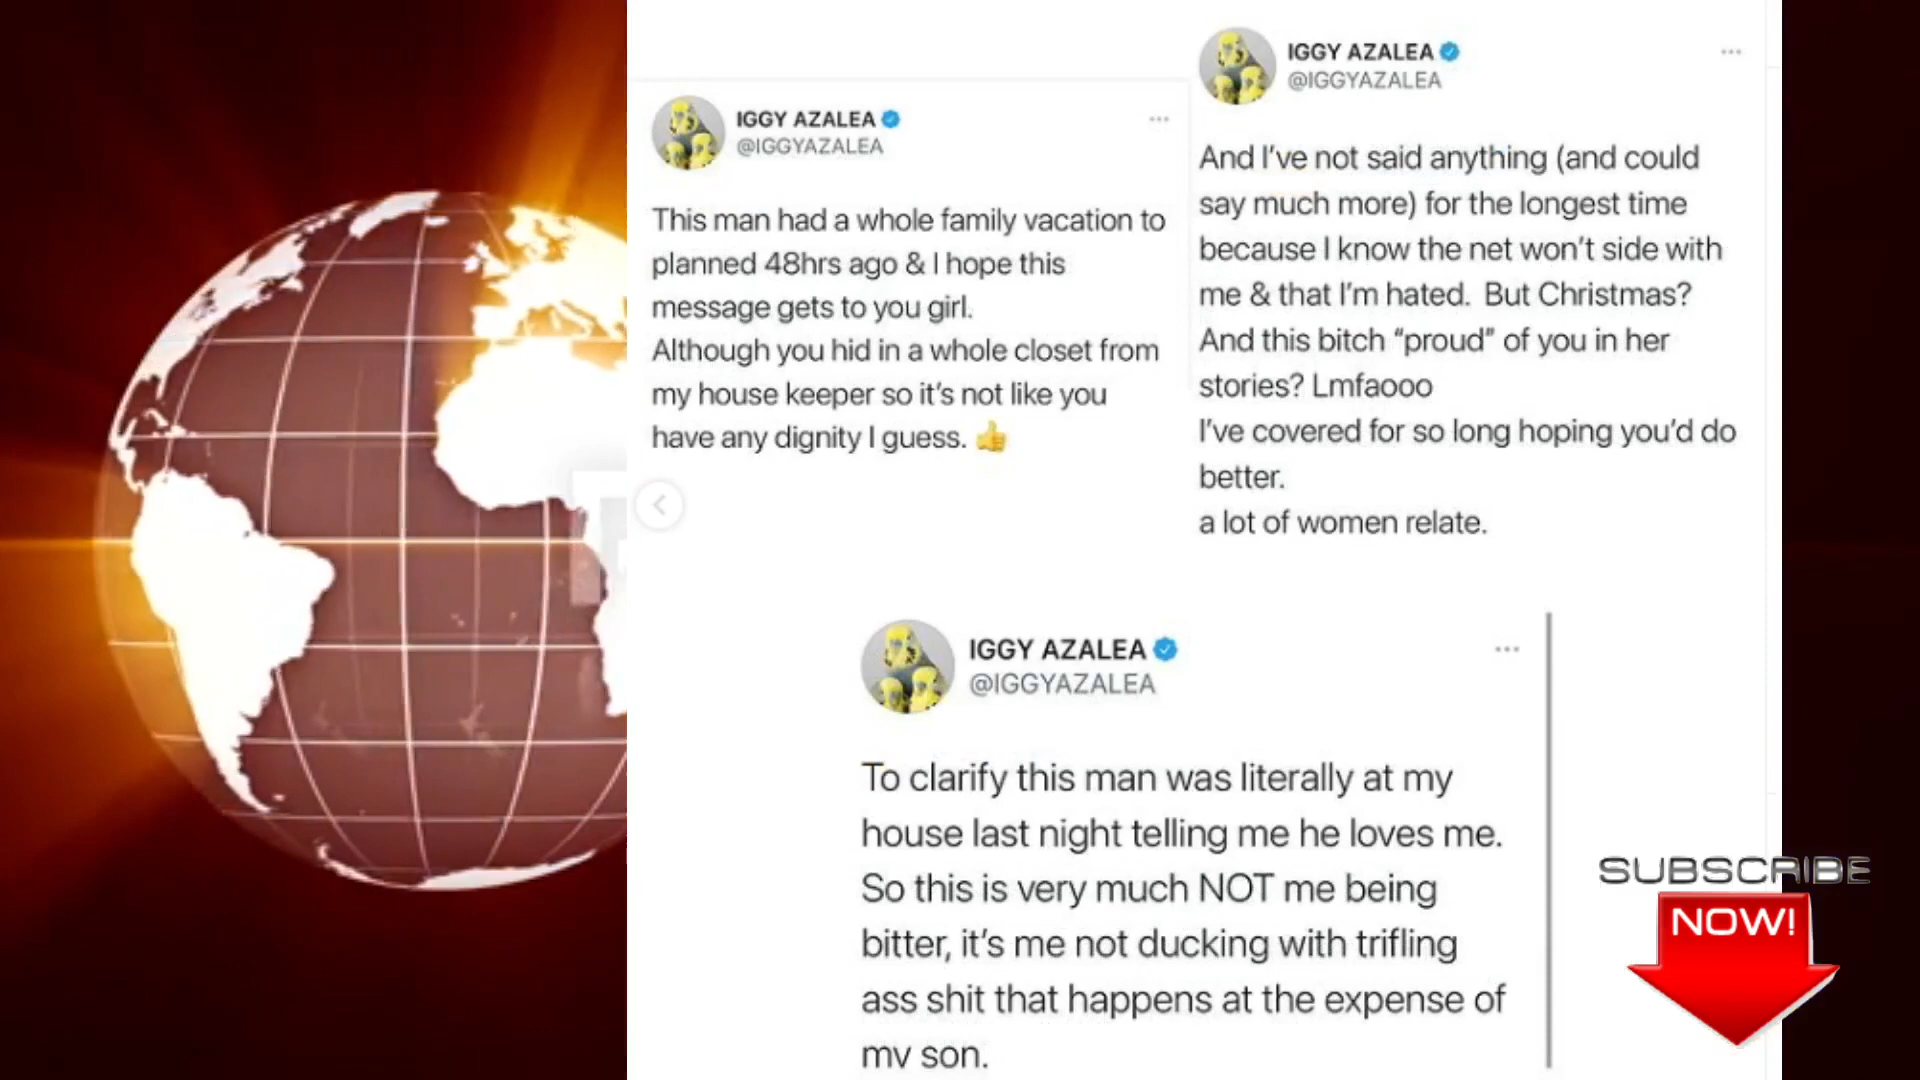 IGGY AZALEA
@IGGYAZALEA
This man had a whole family vacation to
planned 48hrs ago & I hope this
message gets to you girl.
Although you hid in a whole closet from
my house keeper so it's not like you
have any dignity I guess. 👍
IGGY AZALEA
@IGGYAZALEA
And I've not said anything (and could
say much more) for the longest time
because I know the net won't side with
me & that I'm hated. But Christmas?
And this bitch “proud” of you in her
stories? Lmfaooo
I've covered for so long hoping you'd do
better.
a lot of women relate.
IGGY AZALEA
@IGGYAZALEA
To clarify this man was literally at my
house last night telling me he loves me.
So this is very much NOT me being
bitter, it's me not ducking with trifling
ass shit that happens at the expense of
my son.
SUBSCRIBE
NOW!